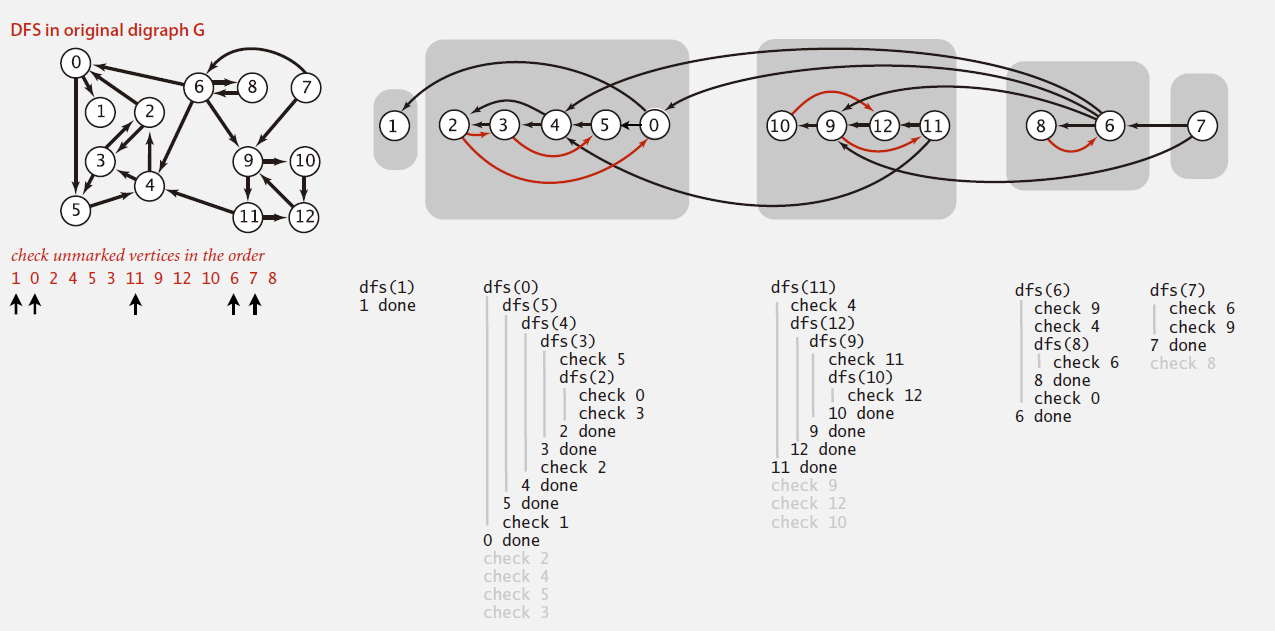 DFS in original digraph G
0
6
8
7
1
2
3
9
10
4
5
11
12
1
2
3
4
5
0
10
9
12
11
8
6
7
check unmarked vertices in the order
1 0 2 4 5 3 11 9 12 10 6 7 8
dfs(1)
1 done
dfs(0)
dfs(5)
dfs(4)
dfs(3)
check 5
dfs(2)
check 0
check 3
2 done
3 done
check 2
4 done
5 done
check 1
0 done
check 2
check 4
check 5
check 3
dfs(11)
check 4
dfs(12)
dfs(9)
check 11
dfs(10)
check 12
10 done
9 done
12 done
11 done
check 9
check 12
check 10
dfs(6)
check 9
check 4
dfs(8)
check 6
8 done
check 0
6 done
dfs(7)
check 6
check 9
7 done
check 8